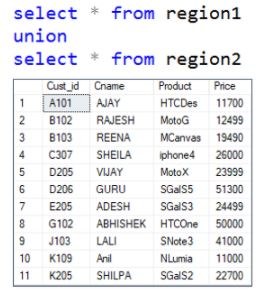 select * from region1
union
select * from region2
Cust_id Cname Product Price
1 A101 AJAY HTCDes 11700
2 B102 RAJESH MotoG 12499
3 B103 REENA MCanvas 19490
4 C307 SHEILA iphone4 26000
5 D205 VIJAY MotoX 23999
6 D206 GURU SGalS5 51300
7 E205 ADESH SGalS3 24499
8 G102 ABHISHEK HTCOne 50000
9 J103 LALI SNote3 41000
10 K109 Anil NLumia 11000
11 K205 SHILPA SGalS2 22700